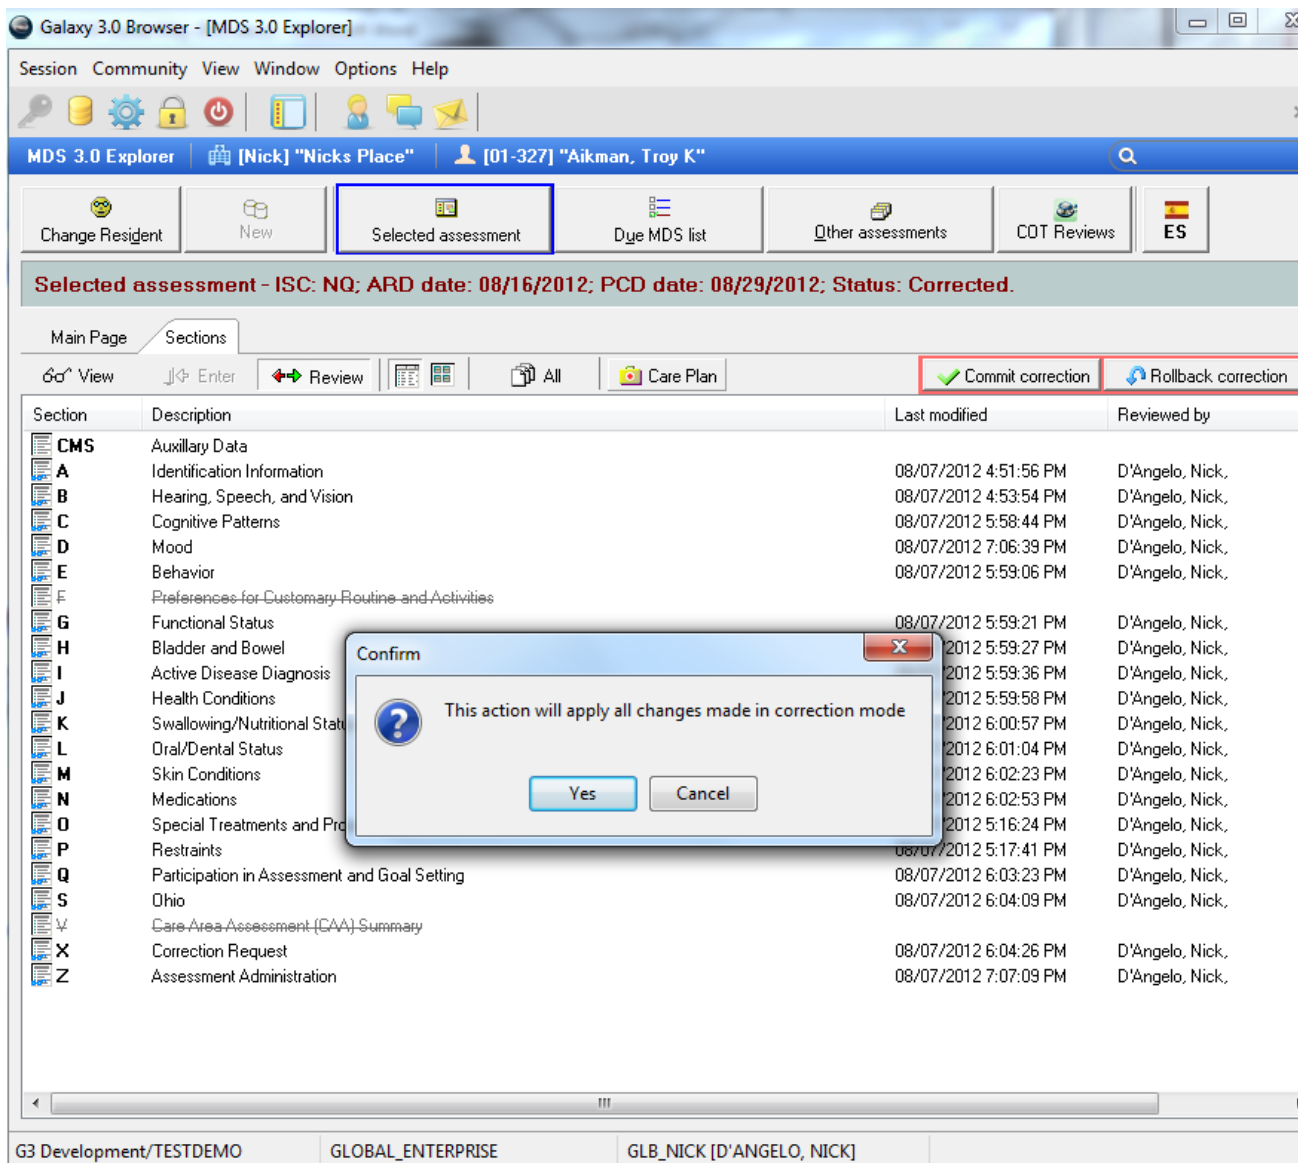 Galaxy 3.0 Browser - [MDS 3.0 Explorer]
Session Community View Window Options Help
MDS 3.0 Explorer [Nick] "Nicks Place" [01-327] "Aikman, Troy K"
Change Resident New Selected assessment Due MDS list Other assessments COT Reviews ES
Selected assessment - ISC: NQ; ARD date: 08/16/2012; PCD date: 08/29/2012; Status: Corrected.
Main Page Sections
View Enter Review All Care Plan Commit correction Rollback correction
Section Description Last modified Reviewed by
CMS Auxillary Data
A Identification Information 08/07/2012 4:51:56 PM D'Angelo, Nick,
B Hearing, Speech, and Vision 08/07/2012 4:53:54 PM D'Angelo, Nick,
C Cognitive Patterns 08/07/2012 5:58:44 PM D'Angelo, Nick,
D Mood 08/07/2012 7:06:39 PM D'Angelo, Nick,
E Behavior 08/07/2012 5:59:06 PM D'Angelo, Nick,
F Preferences for Customary Routine and Activities
G Functional Status 08/07/2012 5:59:21 PM D'Angelo, Nick,
H Bladder and Bowel 2012 5:59:27 PM D'Angelo, Nick,
I Active Disease Diagnosis 2012 5:59:36 PM D'Angelo, Nick,
J Health Conditions 2012 5:59:58 PM D'Angelo, Nick,
K Swallowing/Nutritional Statu 2012 6:00:57 PM D'Angelo, Nick,
L Oral/Dental Status 2012 6:01:04 PM D'Angelo, Nick,
M Skin Conditions 2012 6:02:23 PM D'Angelo, Nick,
N Medications 2012 6:02:53 PM D'Angelo, Nick,
O Special Treatments and Pro 2012 5:16:24 PM D'Angelo, Nick,
P Restraints 08/07/2012 5:17:41 PM D'Angelo, Nick,
Q Participation in Assessment and Goal Setting 08/07/2012 6:03:23 PM D'Angelo, Nick,
S Ohio 08/07/2012 6:04:09 PM D'Angelo, Nick,
V Care Area Assessment (CAA) Summary
X Correction Request 08/07/2012 6:04:26 PM D'Angelo, Nick,
Z Assessment Administration 08/07/2012 7:07:09 PM D'Angelo, Nick,
Confirm
This action will apply all changes made in correction mode
Yes Cancel
G3 Development/TESTDEMO GLOBAL_ENTERPRISE GLB_NICK [D'ANGELO, NICK]